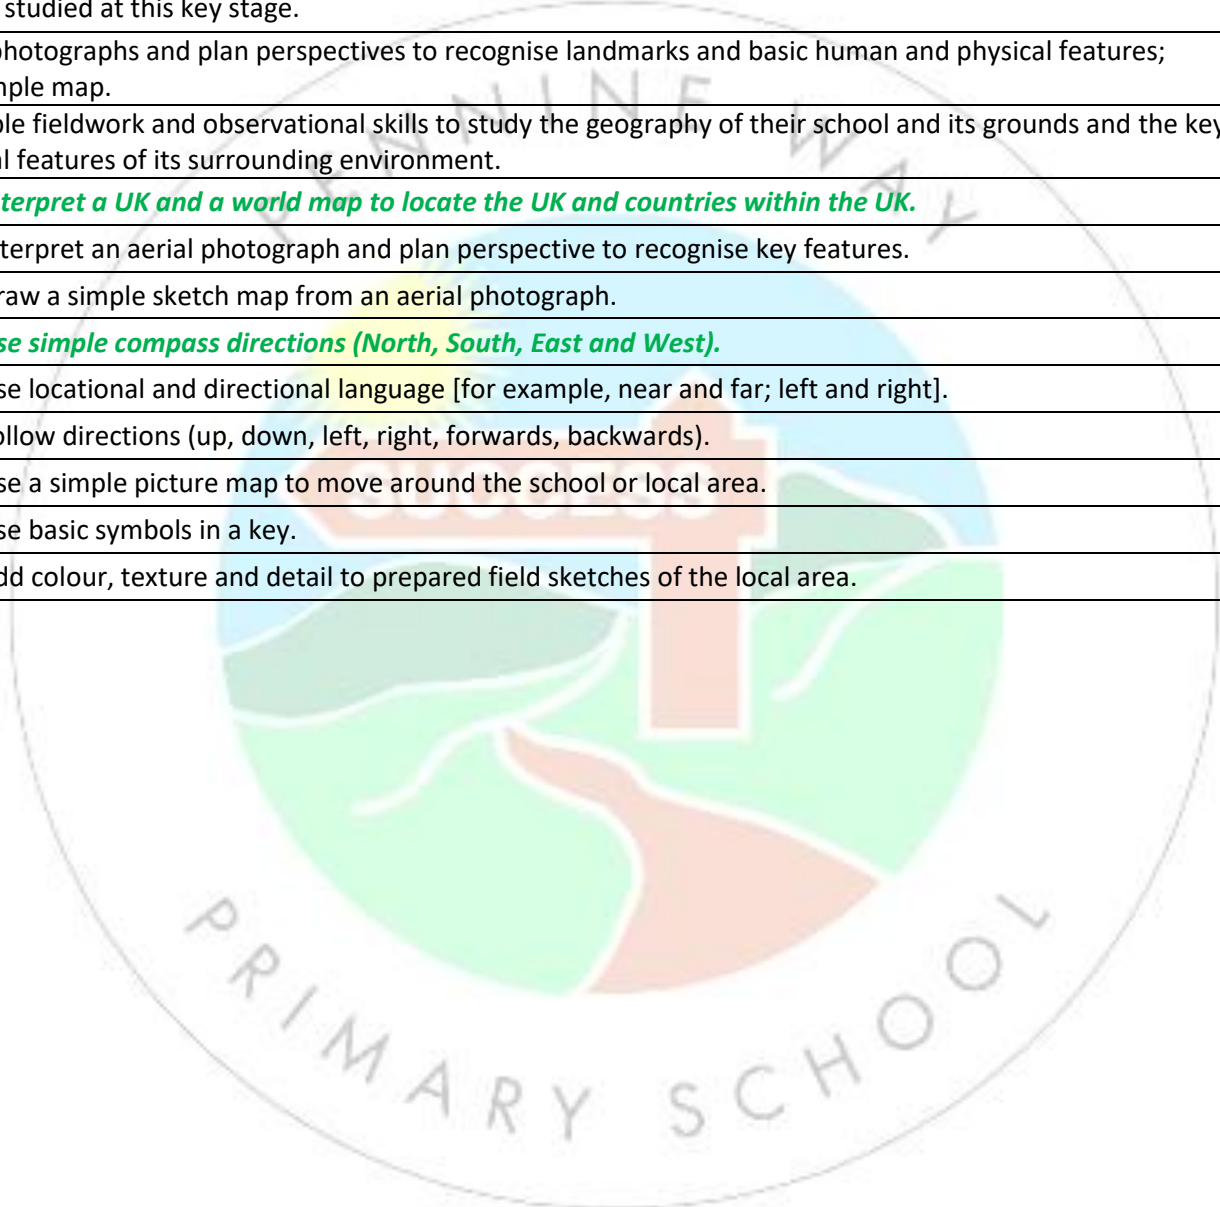 studied at this key stage.
photographs and plan perspectives to recognise landmarks and basic human and physical features;
map.
fieldwork and observational skills to study the geography of their school and its grounds and the key
features of its surrounding environment.
terpret a UK and a world map to locate the UK and countries within the UK.
terpret an aerial photograph and plan perspective to recognise key features.
raw a simple sketch map from an aerial photograph.
se simple compass directions (North, South, East and West).
se locational and directional language [for example, near and far; left and right].
ollow directions (up, down, left, right, forwards, backwards).
se a simple picture map to move around the school or local area.
se basic symbols in a key.
dd colour, texture and detail to prepared field sketches of the local area.
PENNINE WAY
SUCCESS
PRIMARY SCHOOL